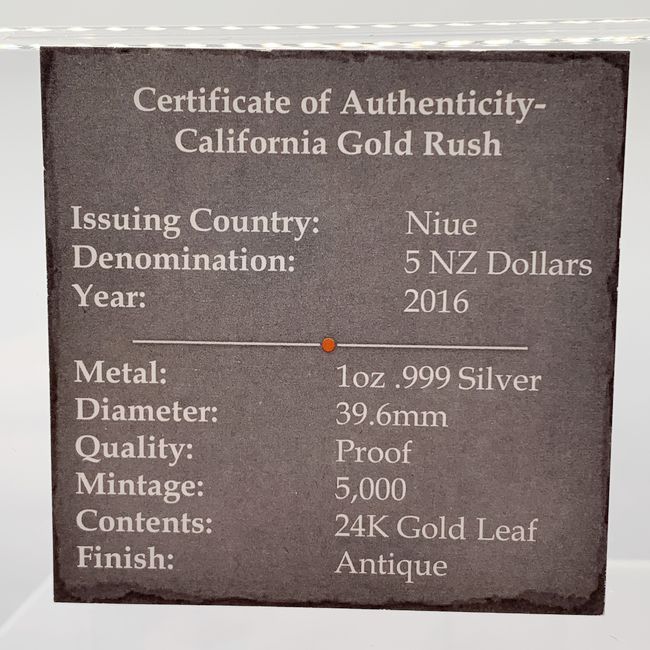 Certificate of Authenticity-
California Gold Rush
Issuing Country: Niue
Denomination: 5 NZ Dollars
Year: 2016
Metal: 1oz .999 Silver
Diameter: 39.6mm
Quality: Proof
Mintage: 5,000
Contents: 24K Gold Leaf
Finish: Antique